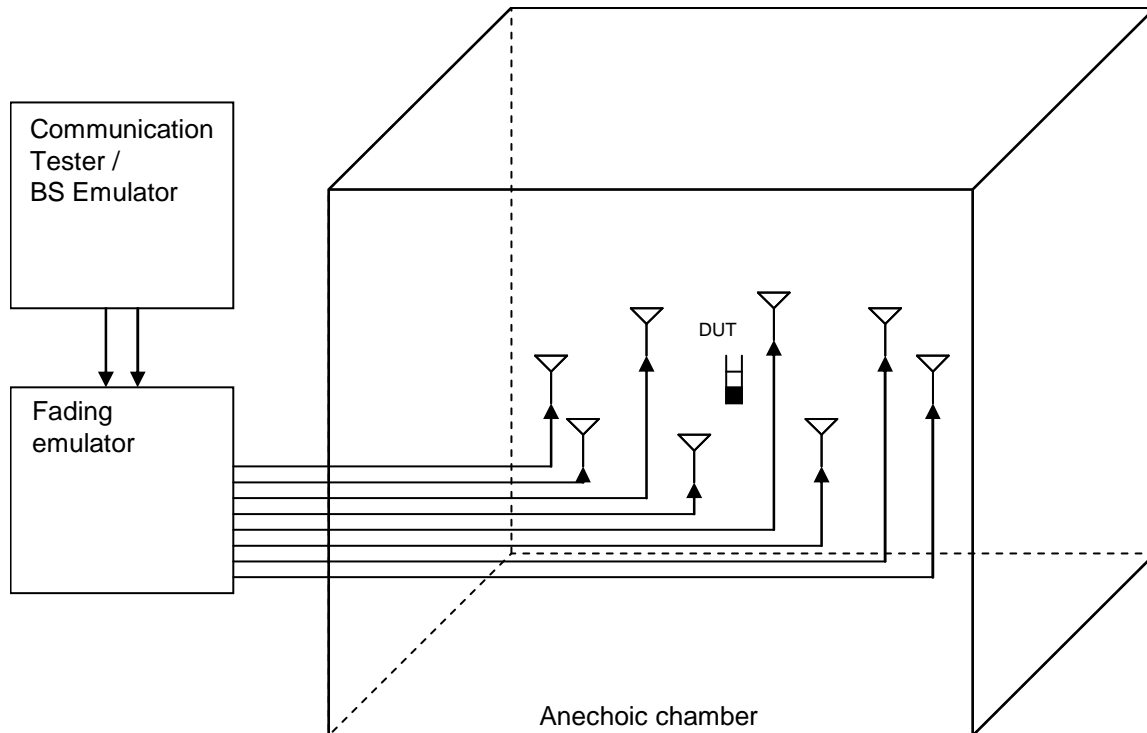 Communication
Tester /
BS Emulator
Fading
emulator
DUT
Anechoic chamber